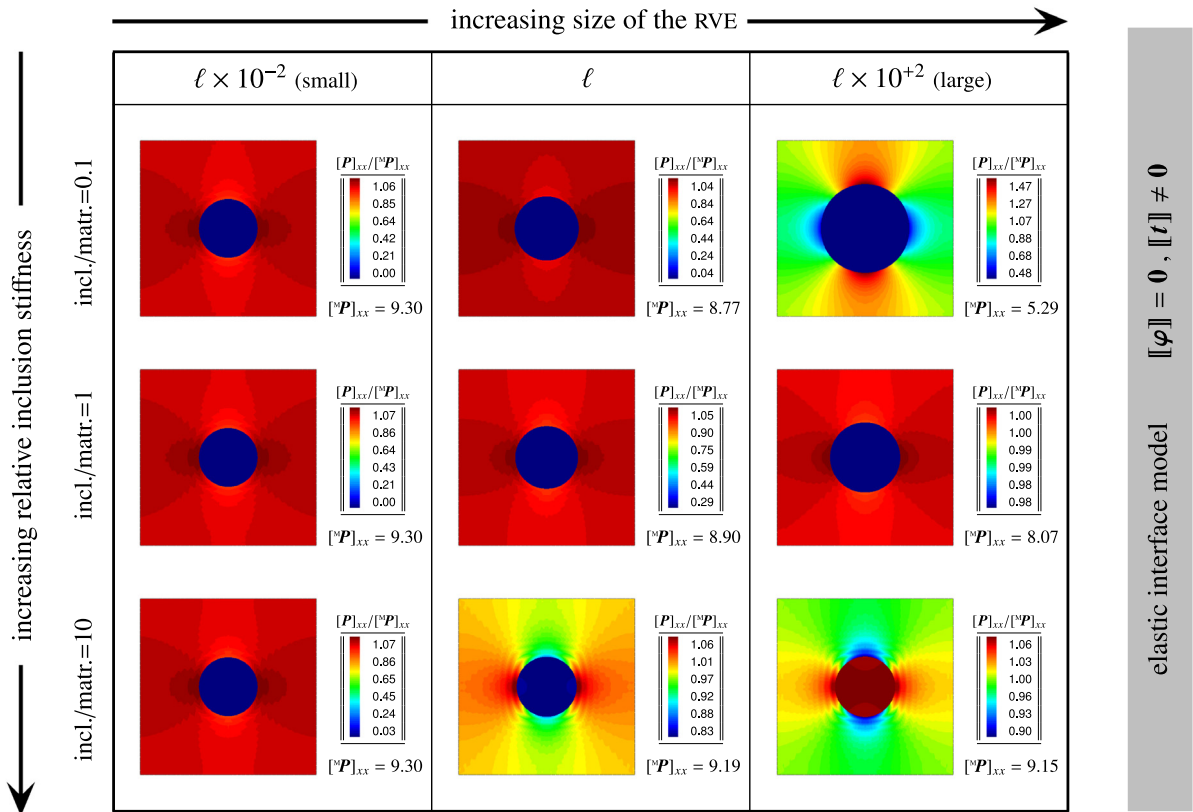 increasing size of the RVE
increasing relative inclusion stiffness
ℓ × 10⁻² (small)
ℓ
ℓ × 10⁺² (large)
incl./matr.=0.1
[P]ₓₓ/[ᴹP]ₓₓ
1.06
0.85
0.64
0.42
0.00
[ᴹP]ₓₓ = 9.30
[P]ₓₓ/[ᴹP]ₓₓ
1.04
0.84
0.64
0.42
0.04
[ᴹP]ₓₓ = 8.77
[P]ₓₓ/[ᴹP]ₓₓ
1.47
1.27
1.07
0.88
0.68
0.48
[ᴹP]ₓₓ = 5.29
incl./matr.=1
[P]ₓₓ/[ᴹP]ₓₓ
1.07
0.86
0.64
0.43
0.21
0.00
[ᴹP]ₓₓ = 9.30
[P]ₓₓ/[ᴹP]ₓₓ
1.05
0.90
0.75
0.59
0.44
0.29
[ᴹP]ₓₓ = 8.90
[P]ₓₓ/[ᴹP]ₓₓ
1.00
1.00
0.99
0.99
0.98
0.98
[ᴹP]ₓₓ = 8.07
incl./matr.=10
[P]ₓₓ/[ᴹP]ₓₓ
1.07
0.86
0.65
0.45
0.24
0.03
[ᴹP]ₓₓ = 9.30
[P]ₓₓ/[ᴹP]ₓₓ
1.06
1.01
0.97
0.92
0.88
0.83
[ᴹP]ₓₓ = 9.19
[P]ₓₓ/[ᴹP]ₓₓ
1.06
1.03
1.00
0.96
0.93
0.90
[ᴹP]ₓₓ = 9.15
elastic interface model ⟦φ⟧ = 0 , ⟦t⟧ ≠ 0